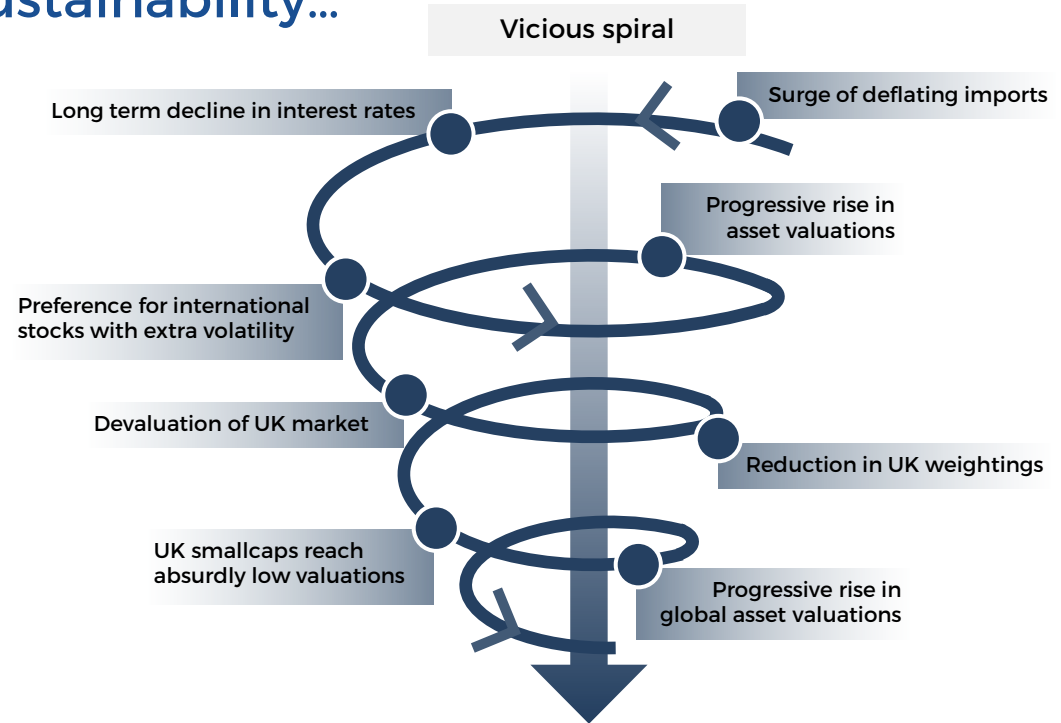 Vicious spiral
Surge of deflating imports
Long term decline in interest rates
Progressive rise in
asset valuations
Preference for international
stocks with extra volatility
Devaluation of UK market
Reduction in UK weightings
UK smallcaps reach
absurdly low valuations
Progressive rise in
global asset valuations